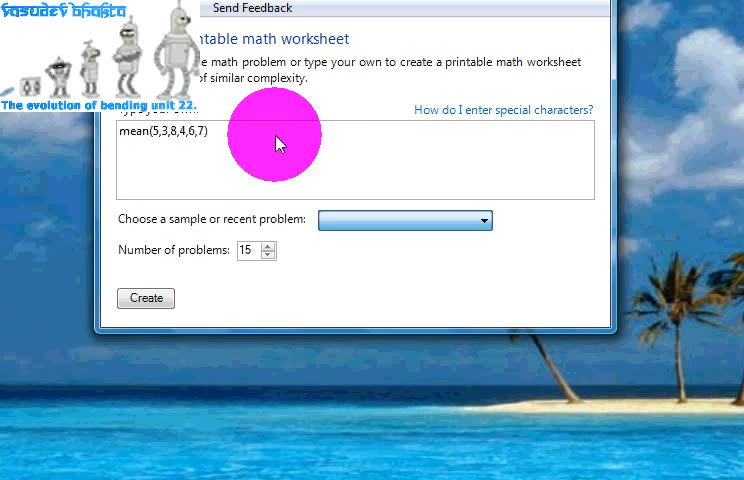 vasudev bhakta
The evolution of bending unit 22.
Send Feedback
ntable math worksheet
e math problem or type your own to create a printable math worksheet
of similar complexity.
How do I enter special characters?
mean(5,3,8,4,6,7)
Choose a sample or recent problem:
Number of problems: 15
Create